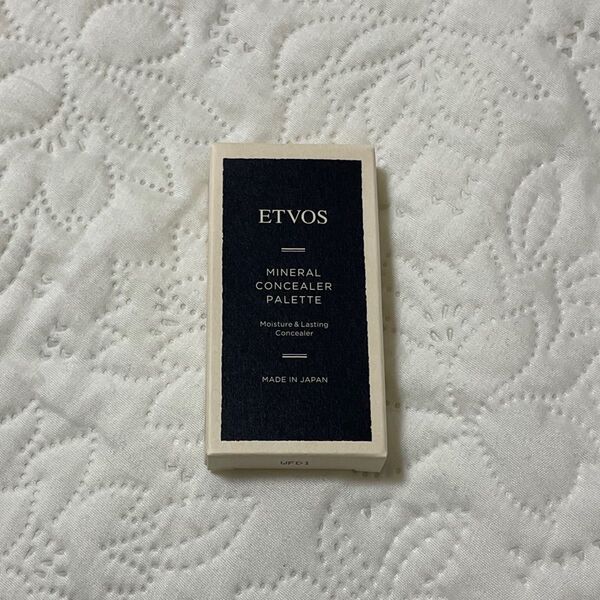 ETVOS
MINERAL
CONCEALER
PALETTE
Moisture & Lasting
Concealer
MADE IN JAPAN